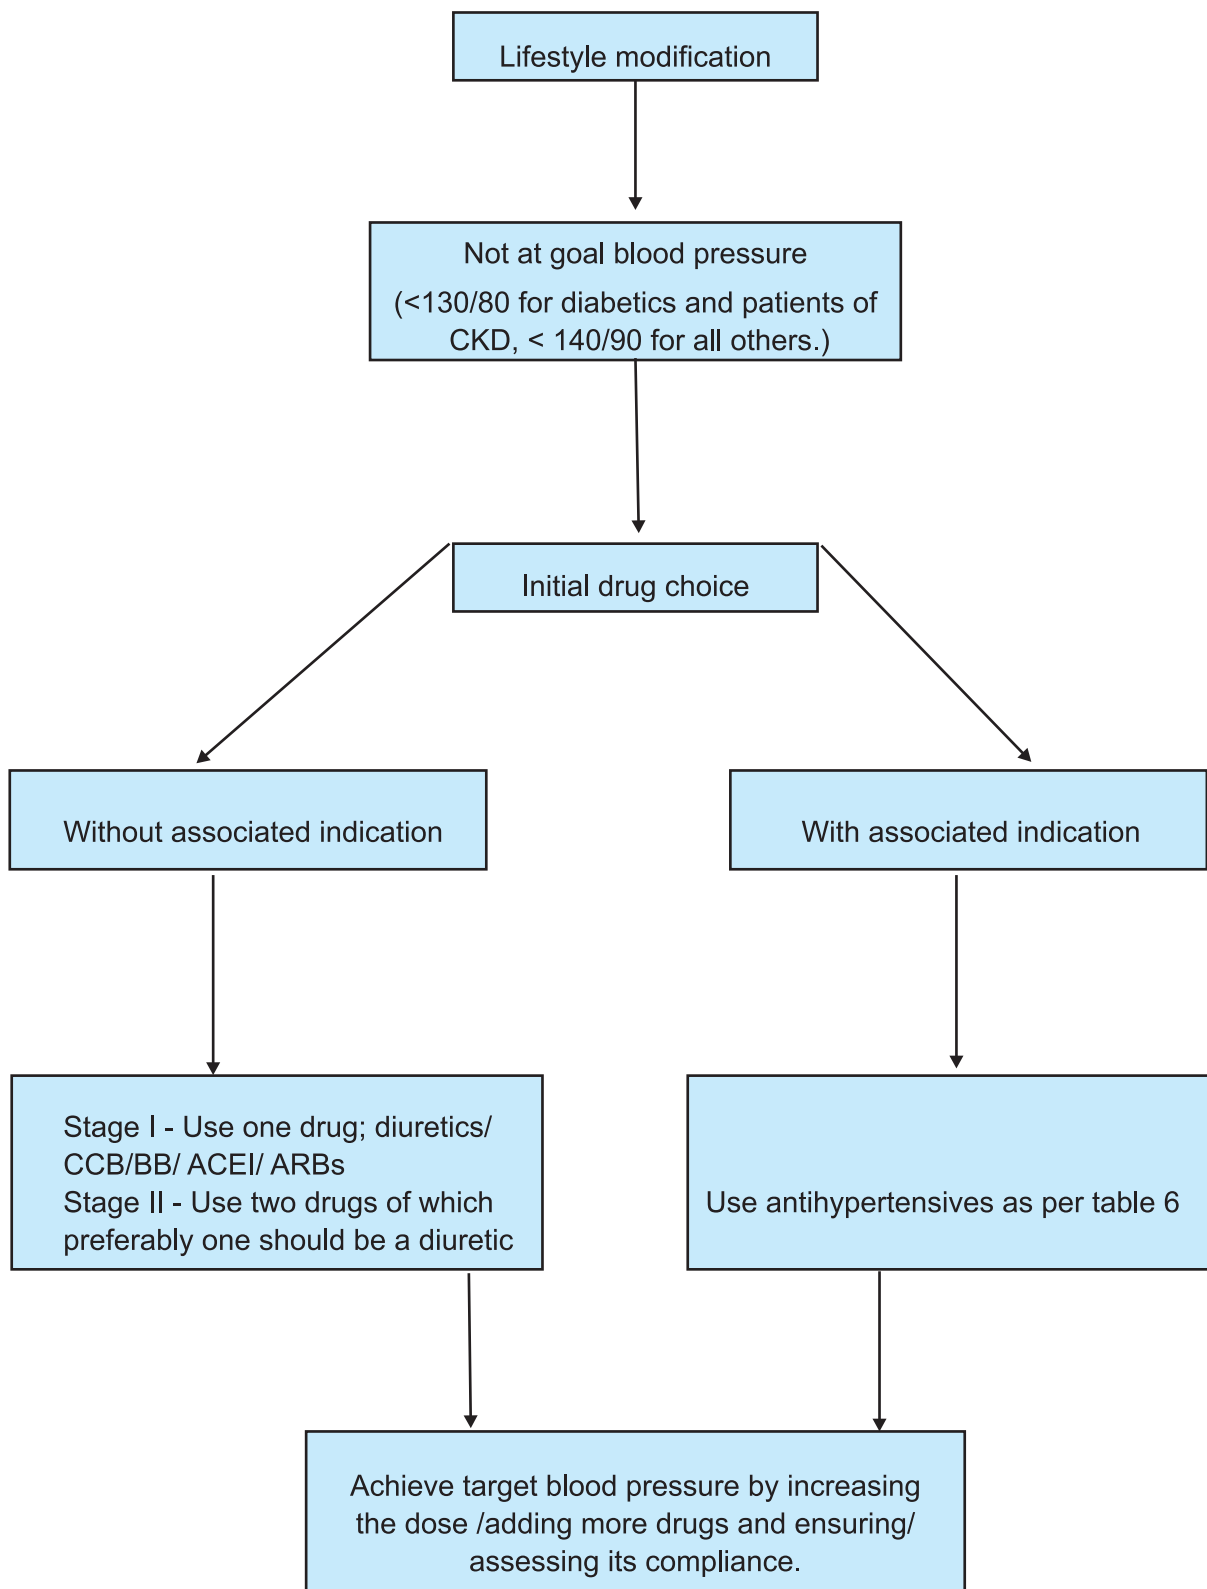 Lifestyle modification
Not at goal blood pressure
(<130/80 for diabetics and patients of
CKD, < 140/90 for all others.)
Initial drug choice
Without associated indication
With associated indication
Stage I - Use one drug; diuretics/
CCB/BB/ ACEI/ ARBs
Stage II - Use two drugs of which
preferably one should be a diuretic
Use antihypertensives as per table 6
Achieve target blood pressure by increasing
the dose /adding more drugs and ensuring/
assessing its compliance.